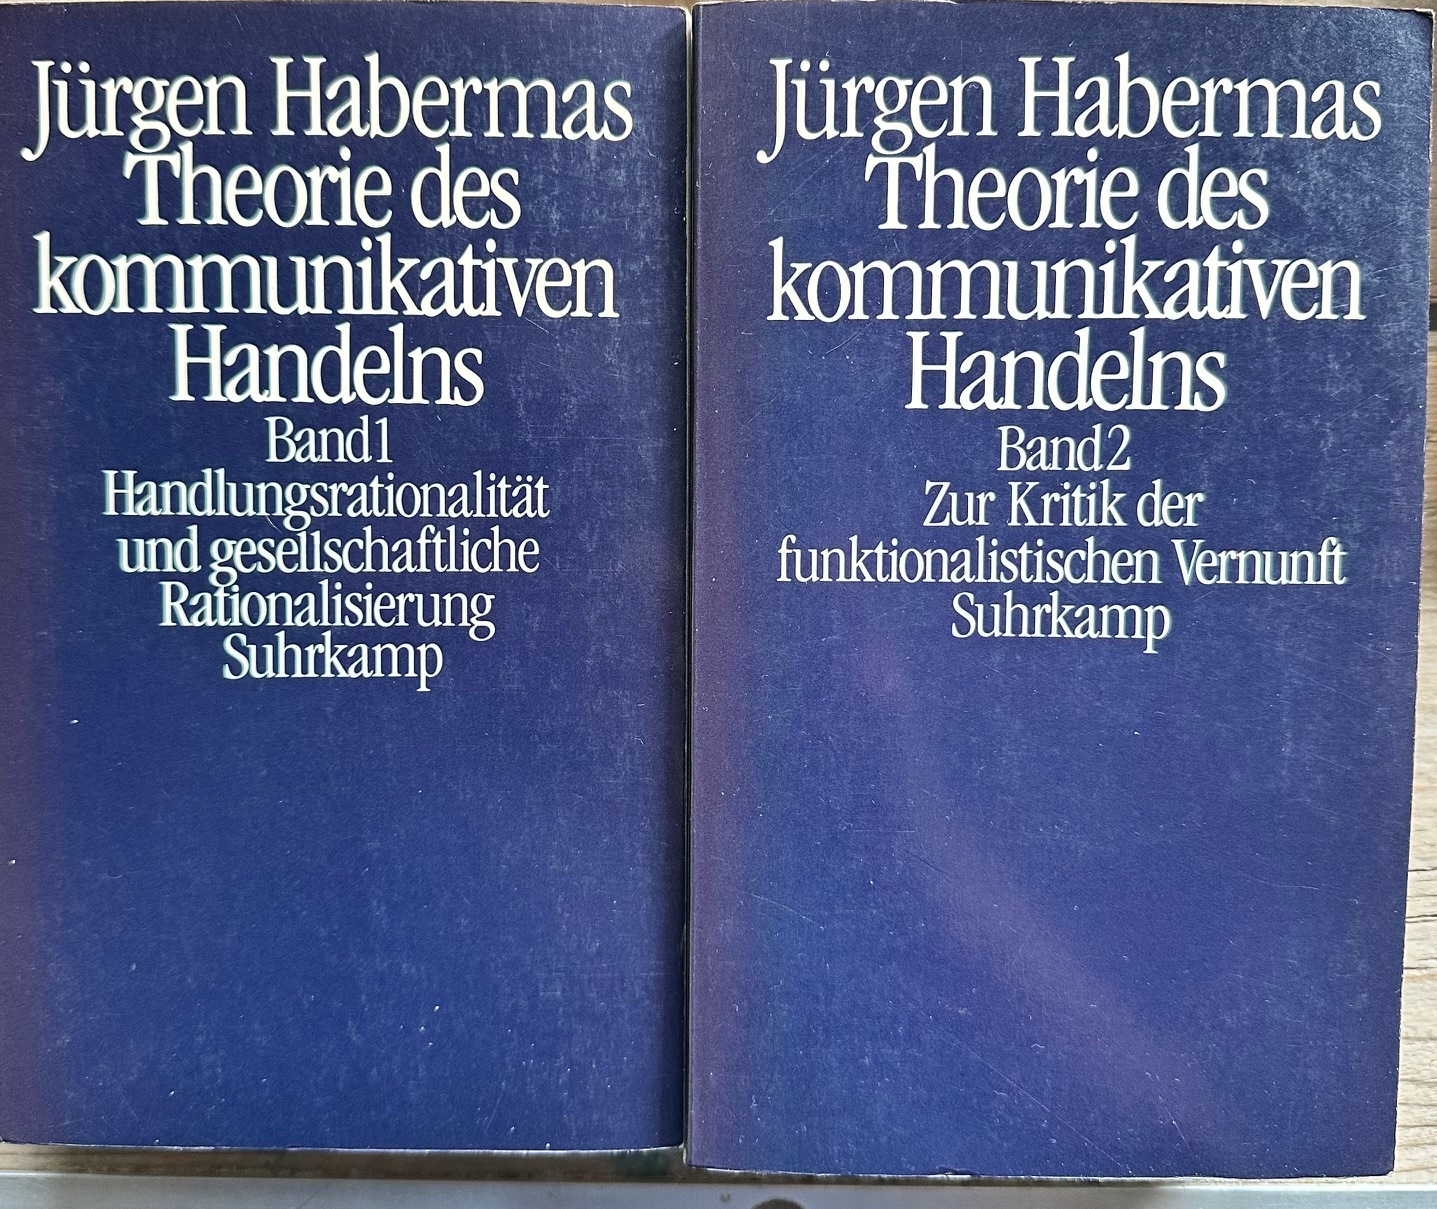 Jürgen Habermas
Theorie des
kommunikativen
Handelns
Band 1
Handlungsrationalität
und gesellschaftliche
Rationalisierung
Suhrkamp
Jürgen Habermas
Theorie des
kommunikativen
Handelns
Band 2
Zur Kritik der
funktionalistischen Vernunft
Suhrkamp